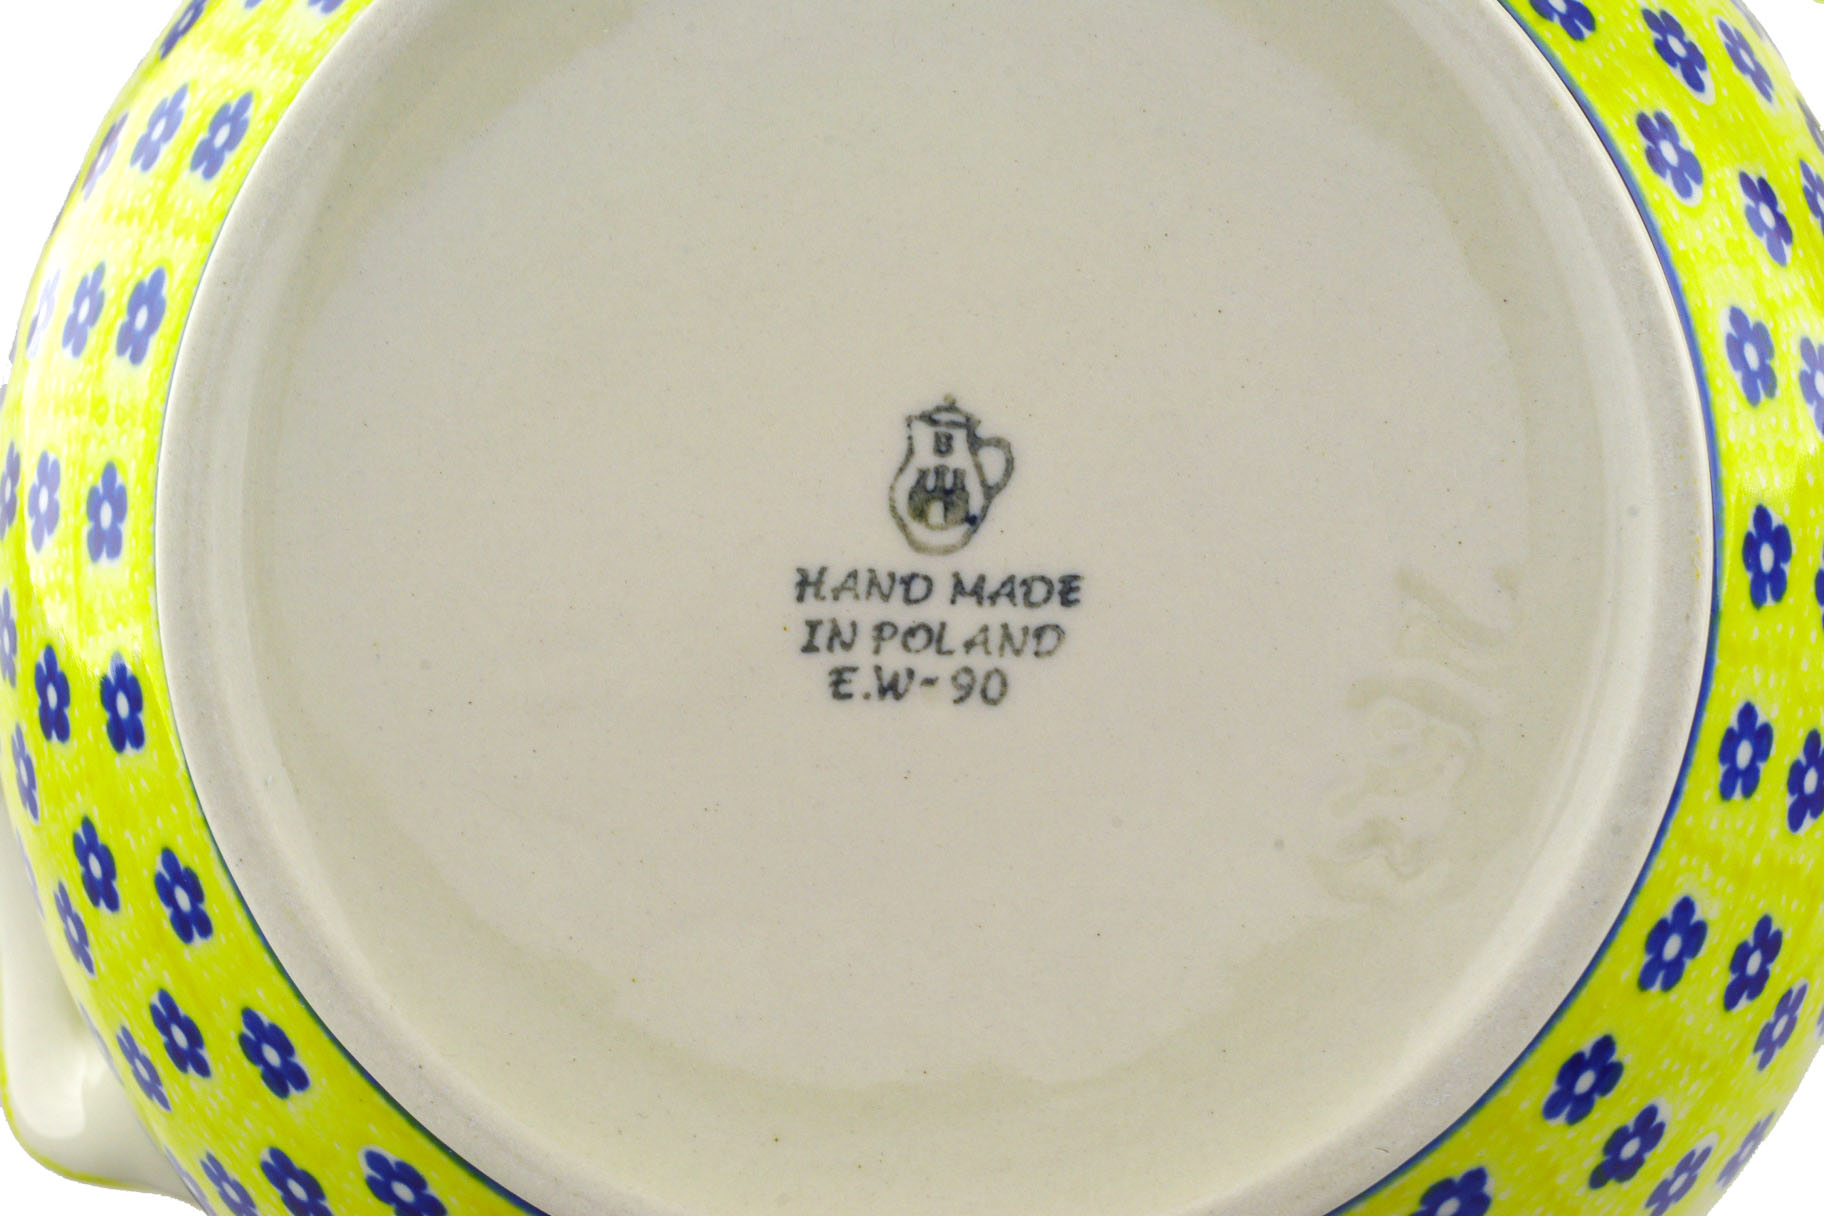 B
HAND MADE
IN POLAND
E.W-90